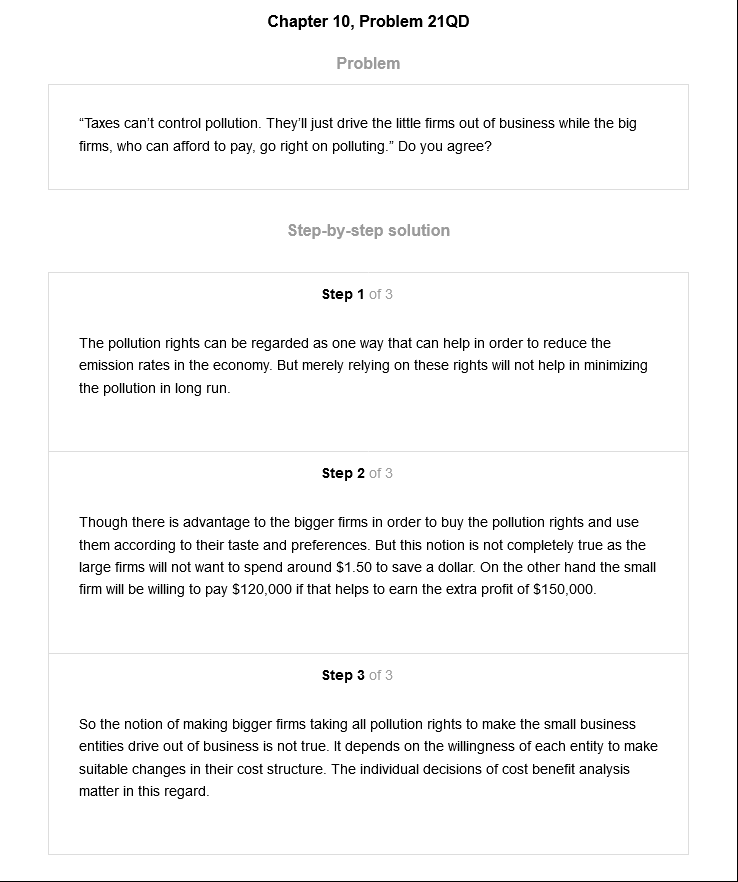 Chapter 10, Problem 21QD
Problem
“Taxes can’t control pollution. They’ll just drive the little firms out of business while the big
firms, who can afford to pay, go right on polluting.” Do you agree?
Step-by-step solution
Step 1 of 3
The pollution rights can be regarded as one way that can help in order to reduce the
emission rates in the economy. But merely relying on these rights will not help in minimizing
the pollution in long run.
Step 2 of 3
Though there is advantage to the bigger firms in order to buy the pollution rights and use
them according to their taste and preferences. But this notion is not completely true as the
large firms will not want to spend around $1.50 to save a dollar. On the other hand the small
firm will be willing to pay $120,000 if that helps to earn the extra profit of $150,000.
Step 3 of 3
So the notion of making bigger firms taking all pollution rights to make the small business
entities drive out of business is not true. It depends on the willingness of each entity to make
suitable changes in their cost structure. The individual decisions of cost benefit analysis
matter in this regard.